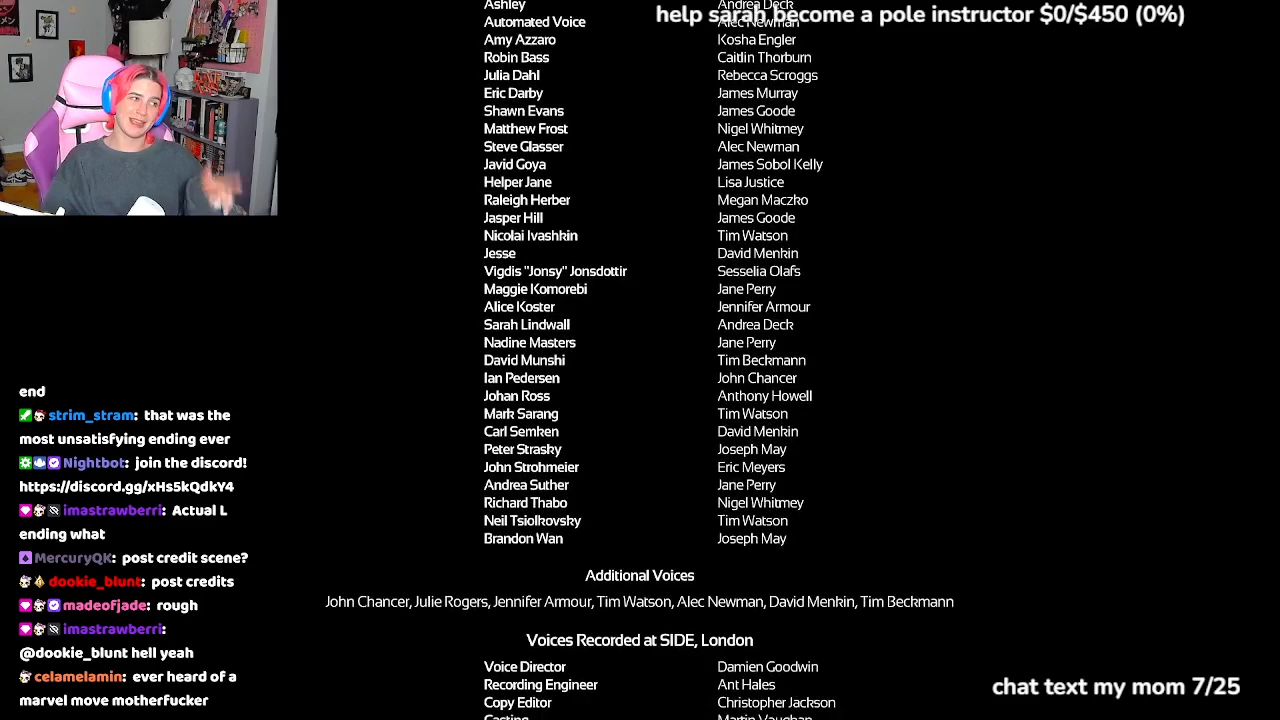 help sarah become a pole instructor $0/$450 (0%)
Ashley Andrea Deck
Automated Voice Alec Newman
Amy Azzaro Kosha Engler
Robin Bass Caitlin Thorburn
Julia Dahl Rebecca Scroggs
Eric Darby James Murray
Shawn Evans James Goode
Matthew Frost Nigel Whitmey
Steve Glasser Alec Newman
Javid Goya James Sobol Kelly
Helper Jane Lisa Justice
Raleigh Herber Megan Maczko
Jasper Hill James Goode
Nicolai Ivashkin Tim Watson
Jesse David Menkin
Vigdis "Jonsy" Jonsdottir Sesselia Olafs
Maggie Komorebi Jane Perry
Alice Koster Jennifer Armour
Sarah Lindwall Andrea Deck
Nadine Masters Jane Perry
David Munshi Tim Beckmann
Ian Pedersen John Chancer
Johan Ross Anthony Howell
Mark Sarang Tim Watson
Carl Semken David Menkin
Peter Strasky Joseph May
John Strohmeier Eric Meyers
Andrea Suther Jane Perry
Richard Thabo Nigel Whitmey
Neil Tsiolkovsky Tim Watson
Brandon Wan Joseph May
Additional Voices
John Chancer, Julie Rogers, Jennifer Armour, Tim Watson, Alec Newman, David Menkin, Tim Beckmann
Voices Recorded at SIDE, London
Voice Director Damien Goodwin
Recording Engineer Ant Hales
Copy Editor Christopher Jackson
Casting Martin Vaughan
end
strim_stram: that was the
most unsatisfying ending ever
Nightbot: join the discord!
https://discord.gg/xHs5kQdkY4
imastrawberri: Actual L
ending what
MercuryQK: post credit scene?
dookie_blunt: post credits
madeofjade: rough
imastrawberri:
@dookie_blunt hell yeah
celamelamin: ever heard of a
marvel move motherfucker
chat text my mom 7/25